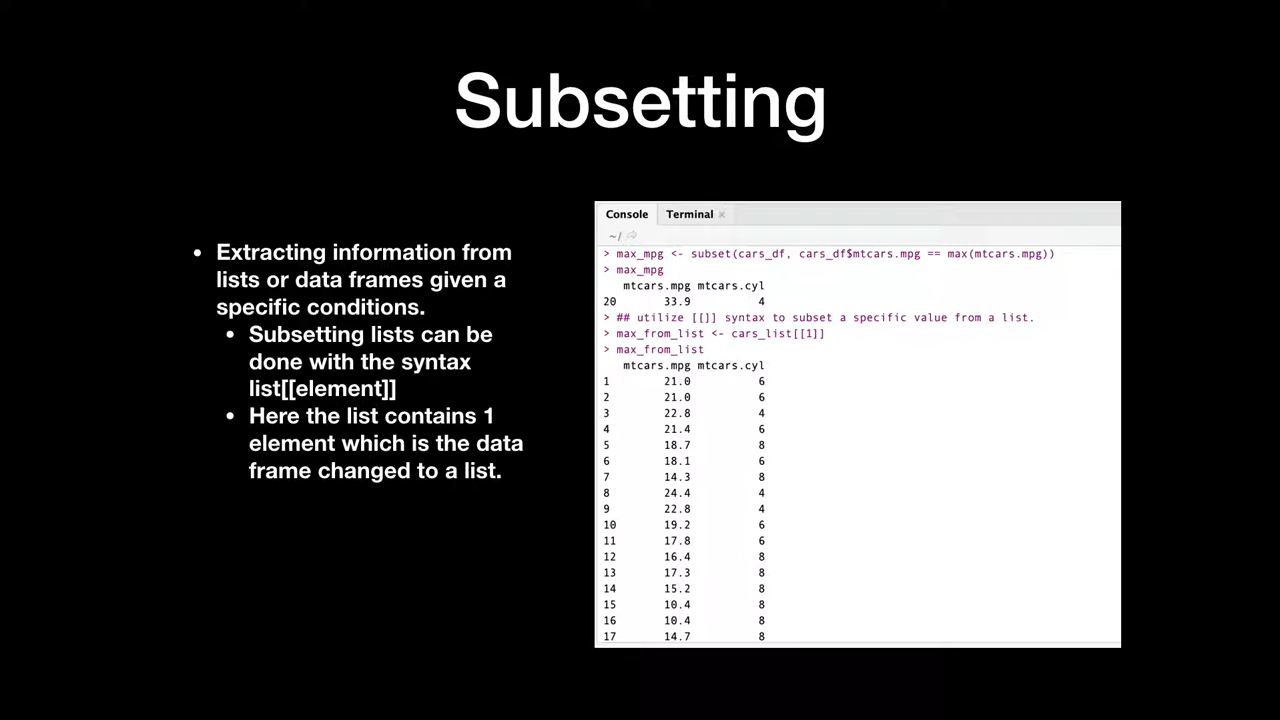 Subsetting
• Extracting information from
lists or data frames given a
specific conditions.
• Subsetting lists can be
done with the syntax
list[[element]]
• Here the list contains 1
element which is the data
frame changed to a list.
Console Terminal ×
~/
> max_mpg <- subset(cars_df, cars_df$mtcars.mpg == max(mtcars.mpg))
> max_mpg
mtcars.mpg mtcars.cyl
20 33.9 4
> ## utilize [[]] syntax to subset a specific value from a list.
> max_from_list <- cars_list[[1]]
> max_from_list
mtcars.mpg mtcars.cyl
1 21.0 6
2 21.0 6
3 22.8 4
4 21.4 6
5 18.7 8
6 18.1 6
7 14.3 8
8 24.4 4
9 22.8 4
10 19.2 6
11 17.8 6
12 16.4 8
13 17.3 8
14 15.2 8
15 10.4 8
16 10.4 8
17 14.7 8